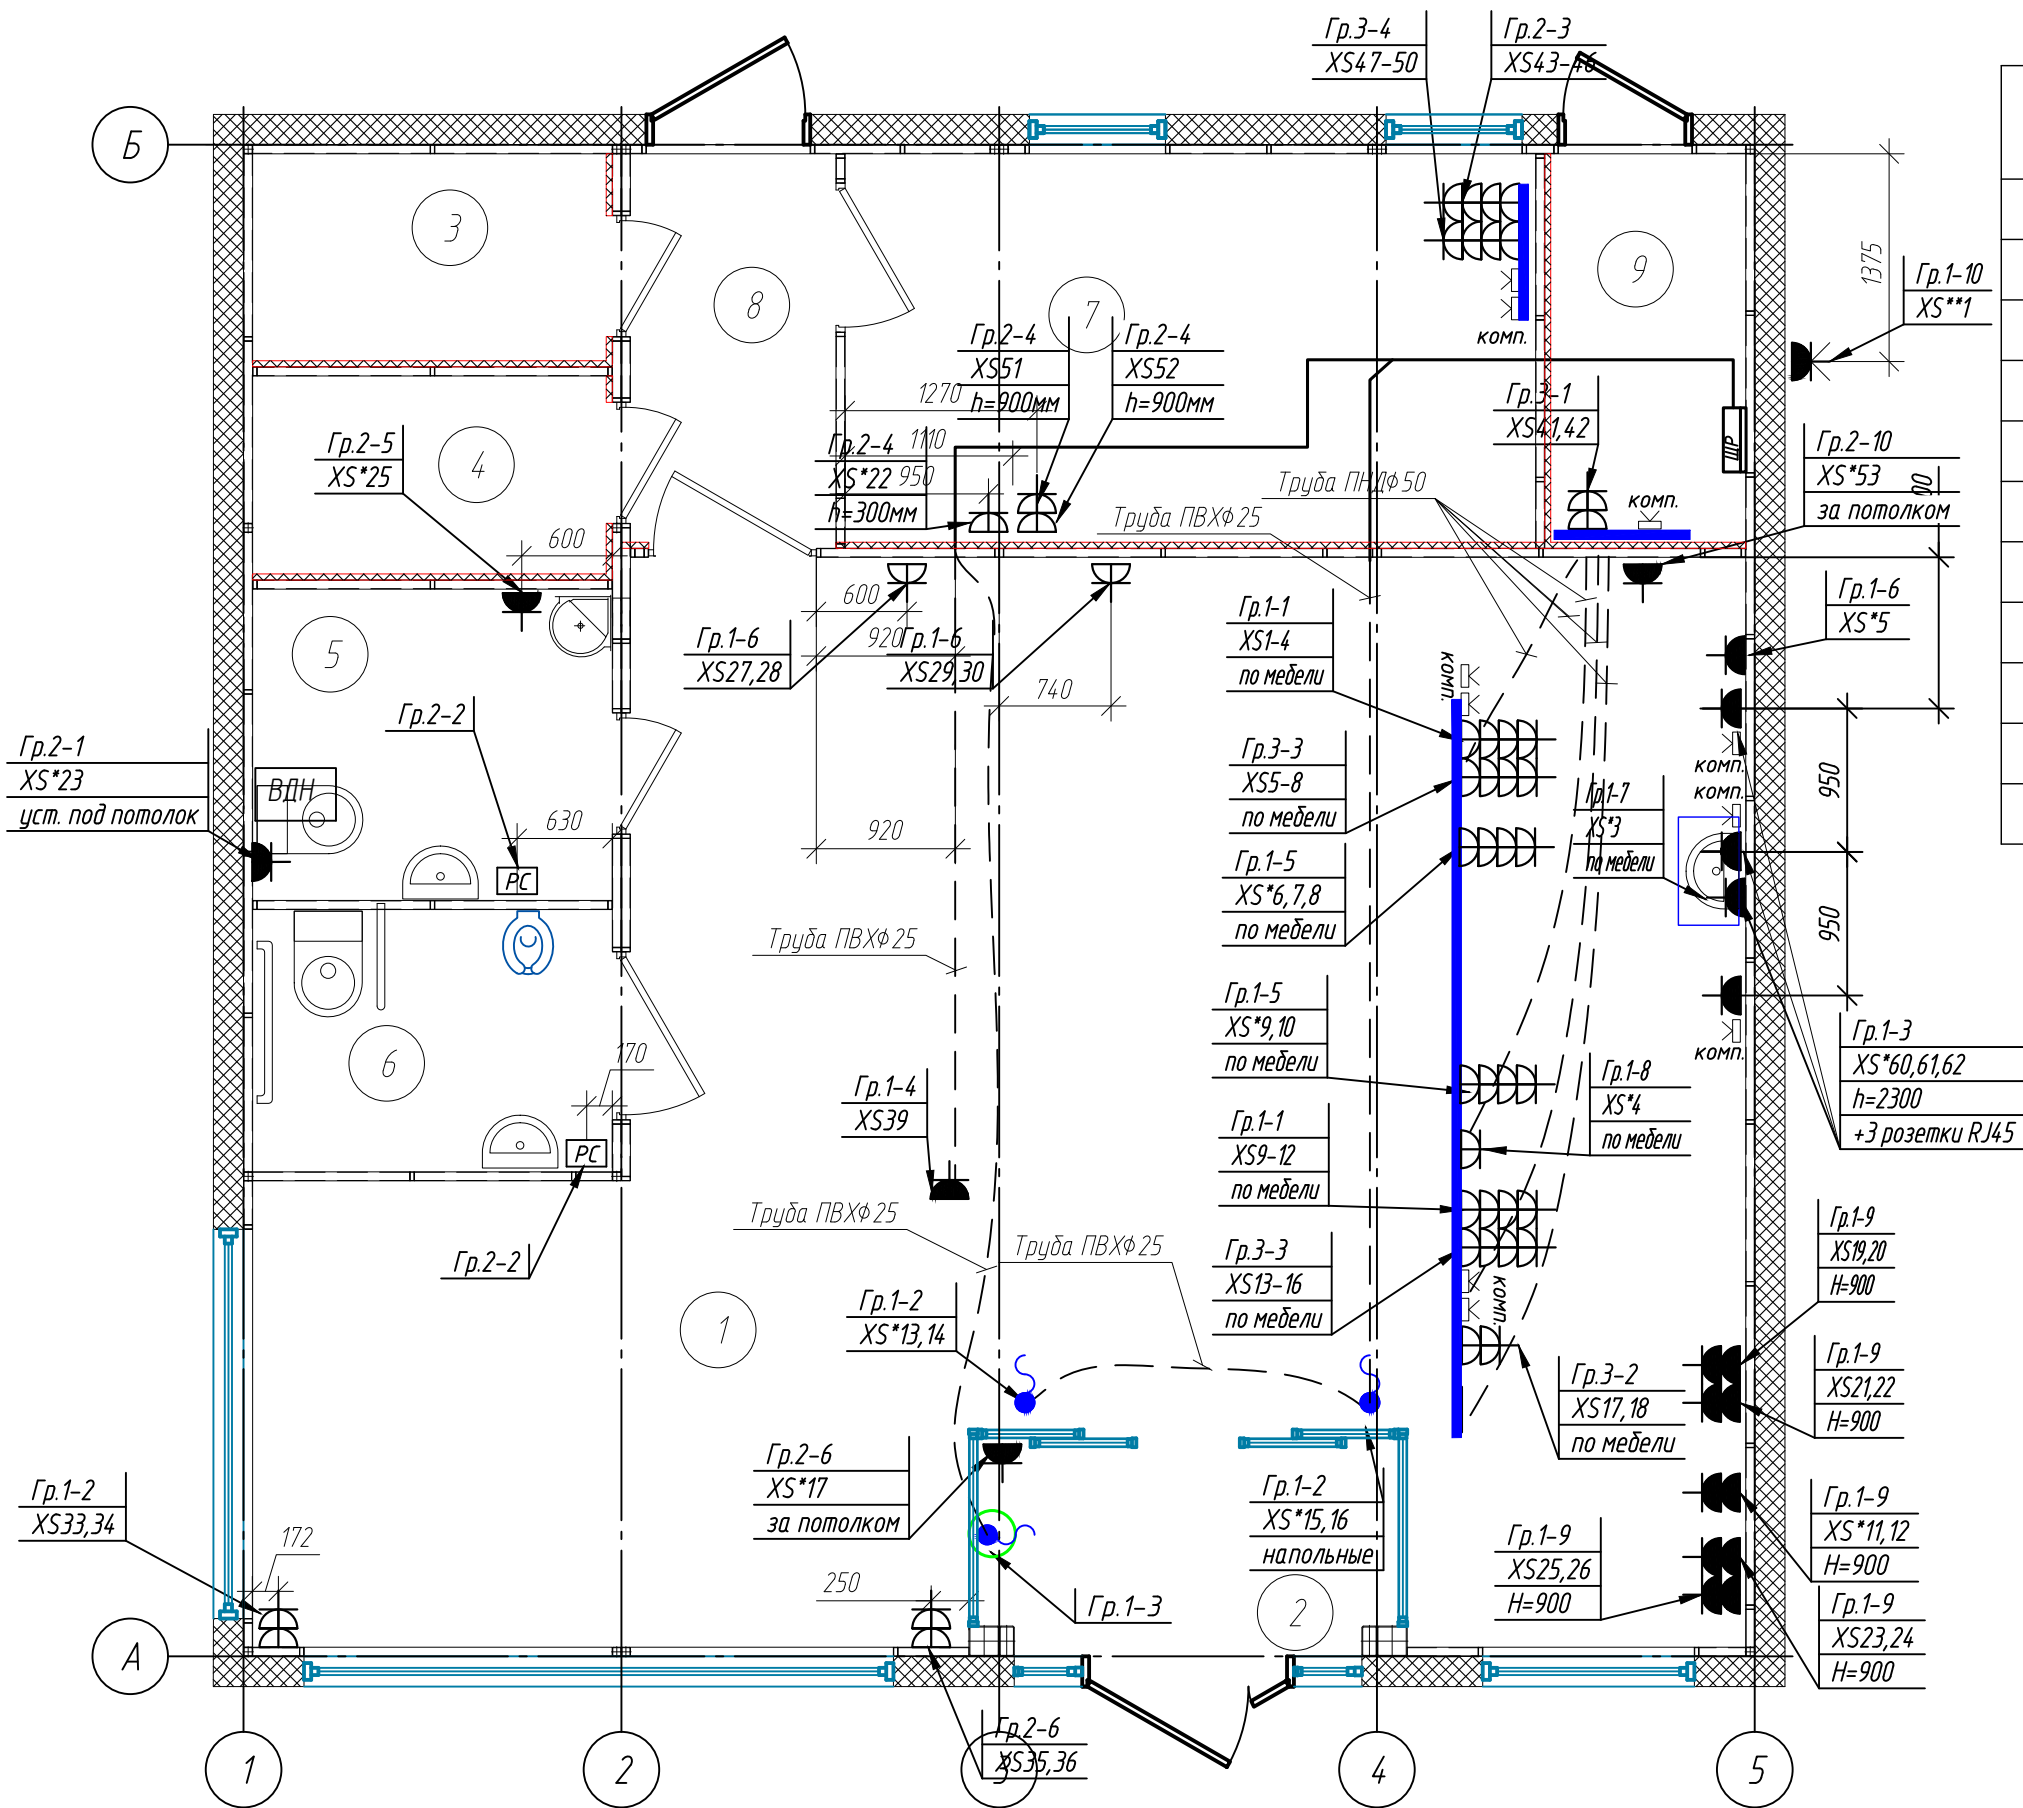 Гр.3-4
XS47-50
Гр.2-3
XS43-46
Б
3
8
7
9
1375
Гр.1-10
XS**1
комп.
Гр.2-4
XS51
h=900мм
Гр.2-4
XS52
h=900мм
1270
1110
950
Гр.2-4
XS*22
h=300мм
Гр.3-1
XS41,42
ЩР
Гр.2-10
XS*53
за потолком
00
комп.
Гр.2-5
XS*25
4
600
Труба ПНДф50
Труба ПВХф25
5
600
920
Гр.1-6
XS27,28
Гр.1-6
XS29,30
740
Гр.1-1
XS1-4
по мебели
комп.
Гр.1-6
XS*5
Гр.2-2
Гр.2-1
XS*23
уст. под потолок
ВДН
630
РС
920
Гр.3-3
XS5-8
по мебели
комп.
комп.
950
Гр.1-7
XS*3
по мебели
Гр.1-5
XS*6,7,8
по мебели
950
Труба ПВХф25
Гр.1-5
XS*9,10
по мебели
комп.
Гр.1-3
XS*60,61,62
h=2300
+3 розетки RJ45
6
170
РС
Гр.2-2
Гр.1-4
XS39
Гр.1-8
XS*4
по мебели
Гр.1-1
XS9-12
по мебели
Труба ПВХф25
Труба ПВХф25
Гр.3-3
XS13-16
по мебели
комп.
Гр.1-9
XS19,20
H=900
1
Гр.1-2
XS*13,14
Гр.3-2
XS17,18
по мебели
Гр.1-9
XS21,22
H=900
Гр.2-6
XS*17
за потолком
Гр.1-2
XS*15,16
напольные
Гр.1-2
XS33,34
172
250
Гр.1-3
2
Гр.1-9
XS25,26
H=900
Гр.1-9
XS*11,12
H=900
Гр.1-9
XS23,24
H=900
А
Гр.2-6
XS35,36
1
2
3
4
5